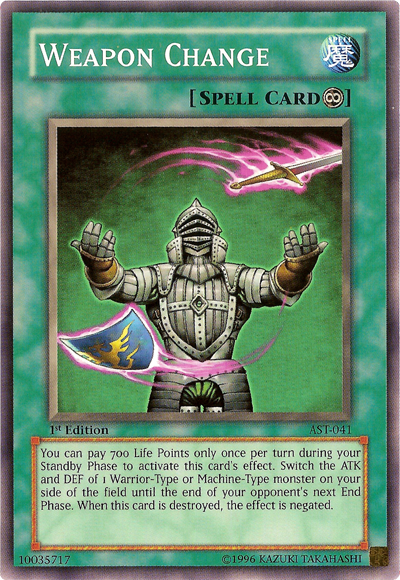 WEAPON CHANGE
魔
[SPELL CARD]
1st Edition
AST-041
You can pay 700 Life Points only once per turn during your
Standby Phase to activate this card's effect. Switch the ATK
and DEF of 1 Warrior-Type or Machine-Type monster on your
side of the field until the end of your opponent's next End
Phase. When this card is destroyed, the effect is negated.
10035717
©1996 KAZUKI TAKAHASHI